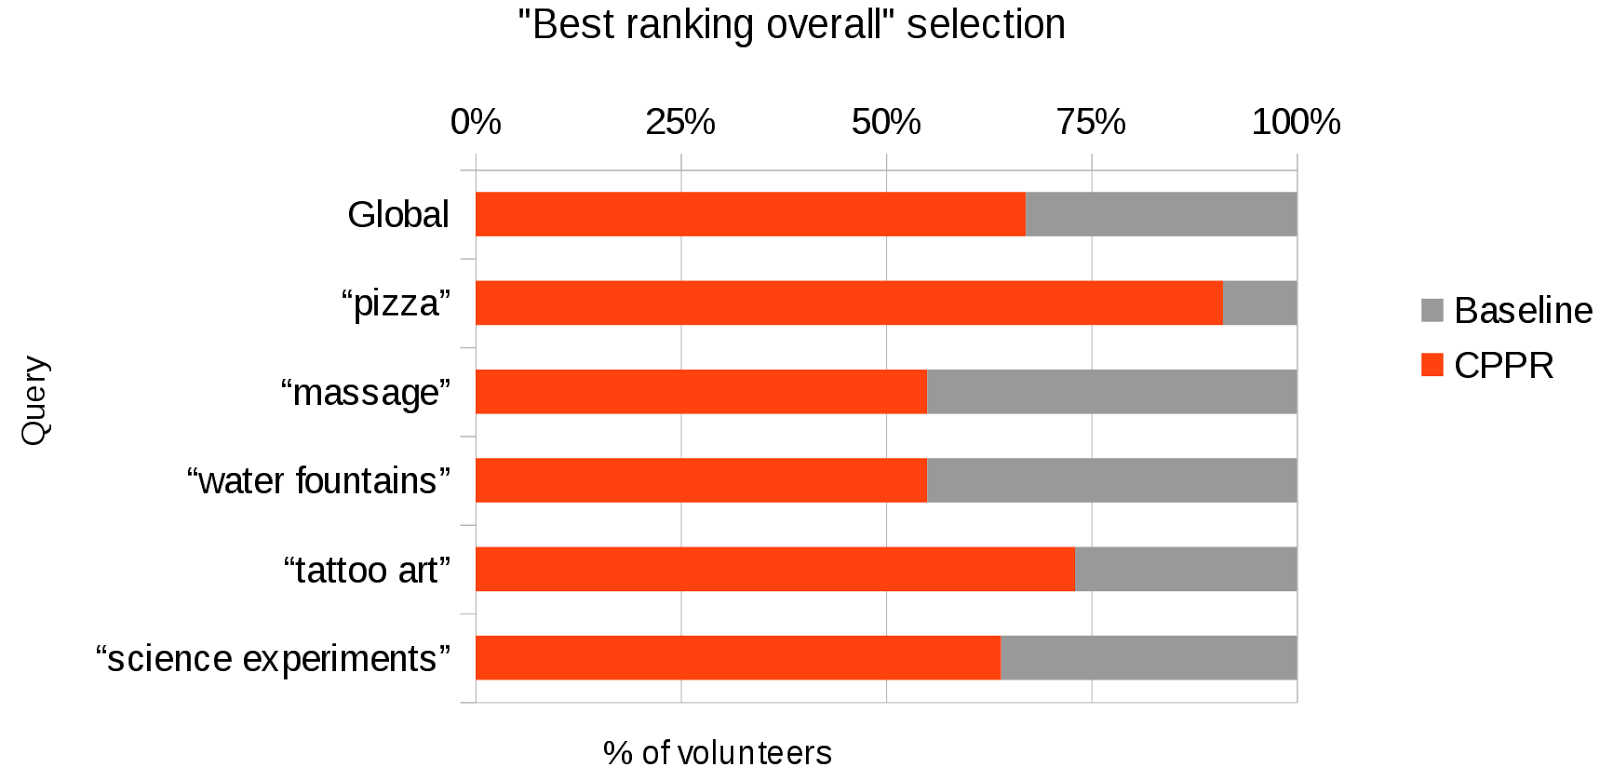 "Best ranking overall" selection
0% 25% 50% 75% 100%
Global
“pizza”
“massage”
“water fountains”
“tattoo art”
“science experiments”
Query
Baseline
CPPR
% of volunteers